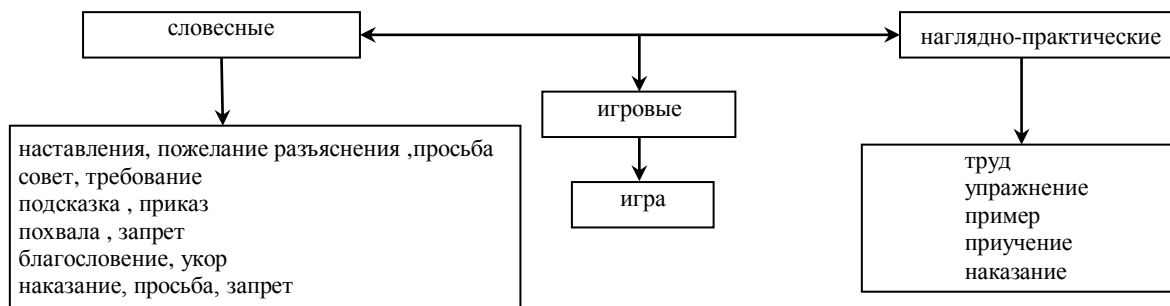 словесные
наглядно-практические
игровые
игра
наставления, пожелание разъяснения ,просьба
совет, требование
подсказка , приказ
похвала , запрет
благословение, укор
наказание, просьба, запрет
труд
упражнение
пример
приучение
наказание